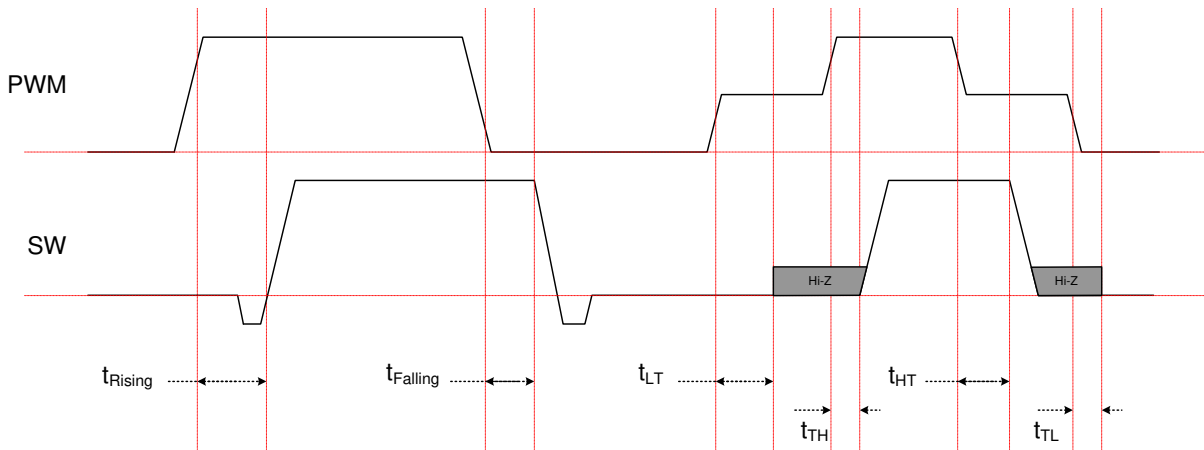 PWM
SW
Hi-Z
Hi-Z
tRising
tFalling
tLT
tHT
tTH
tTL